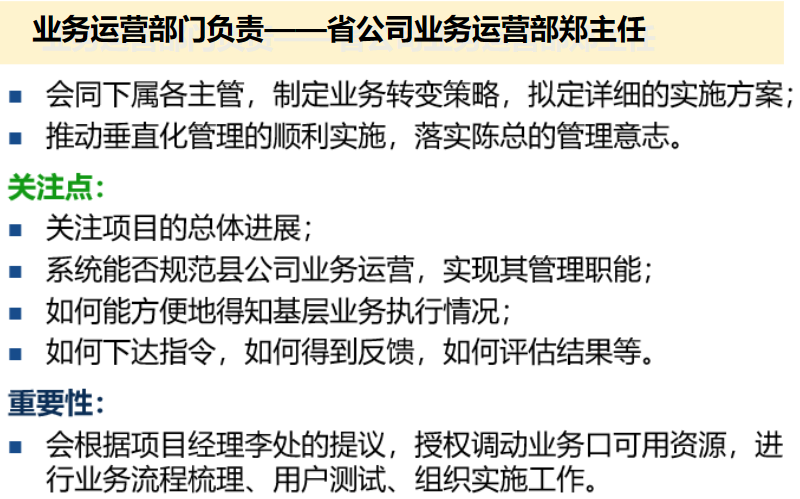 业务运营部门负责——省公司业务运营部郑主任
■ 会同下属各主管，制定业务转变策略，拟定详细的实施方案；
■ 推动垂直化管理的顺利实施，落实陈总的管理意志。
关注点：
■ 关注项目的总体进展；
■ 系统能否规范县公司业务运营，实现其管理职能；
■ 如何能方便地得知基层业务执行情况；
■ 如何下达指令，如何得到反馈，如何评估结果等。
重要性：
■ 会根据项目经理李处的提议，授权调动业务口可用资源，进
行业务流程梳理、用户测试、组织实施工作。